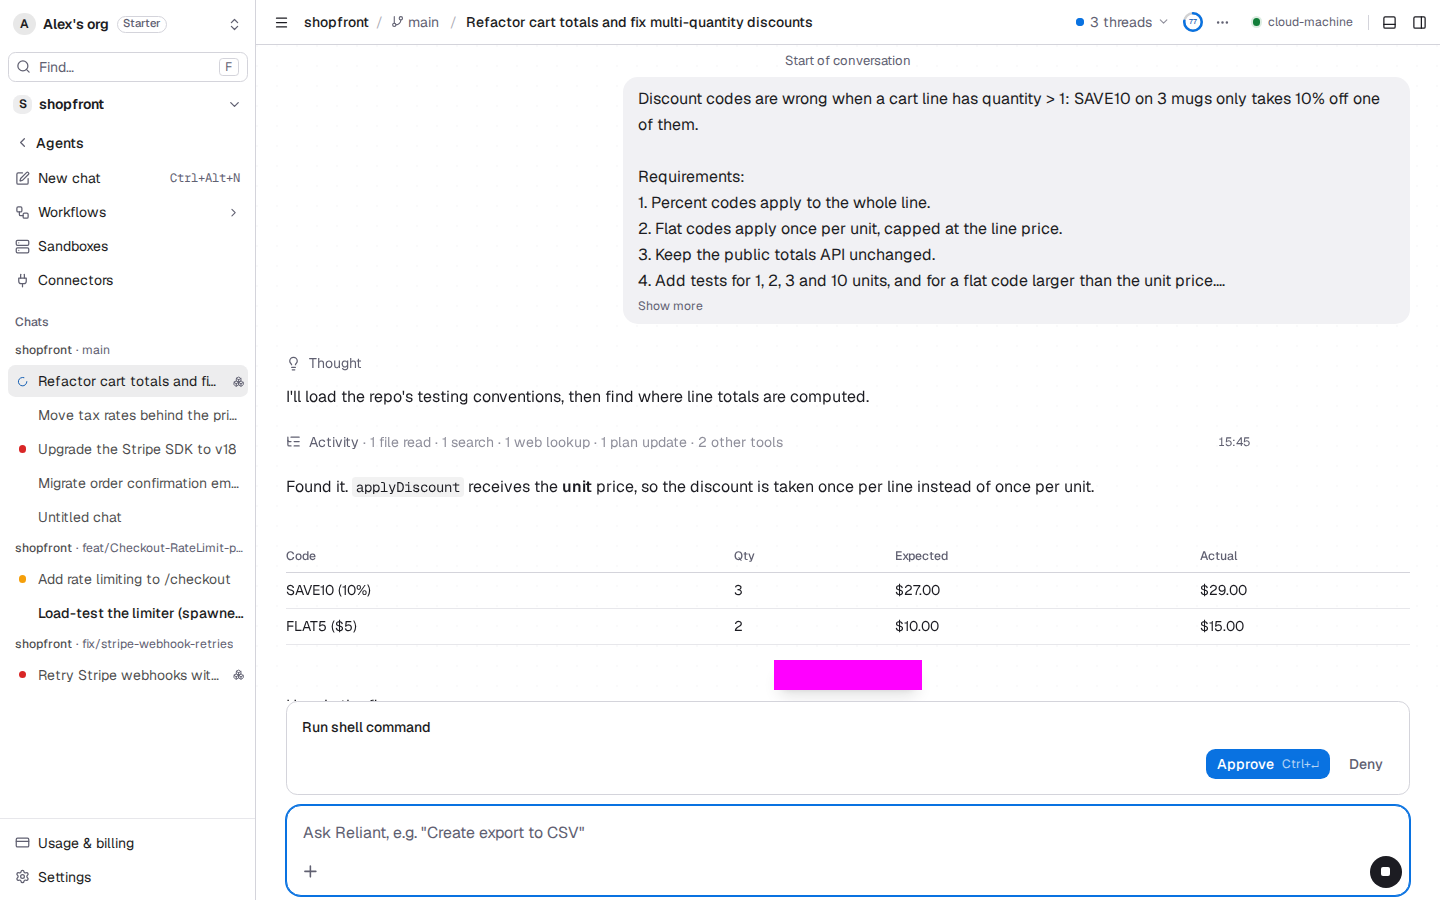 A Alex's org Starter
Find... F
S shopfront
Agents
New chat Ctrl+Alt+N
Workflows
Sandboxes
Connectors
Chats
shopfront · main
Refactor cart totals and fi...
Move tax rates behind the pri...
Upgrade the Stripe SDK to v18
Migrate order confirmation em...
Untitled chat
shopfront · feat/Checkout-RateLimit-p...
Add rate limiting to /checkout
Load-test the limiter (spawne...
shopfront · fix/stripe-webhook-retries
Retry Stripe webhooks wit...
Usage & billing
Settings
shopfront / main / Refactor cart totals and fix multi-quantity discounts
3 threads 77 ... cloud-machine
Start of conversation
Discount codes are wrong when a cart line has quantity > 1: SAVE10 on 3 mugs only takes 10% off one
of them.
Requirements:
1. Percent codes apply to the whole line.
2. Flat codes apply once per unit, capped at the line price.
3. Keep the public totals API unchanged.
4. Add tests for 1, 2, 3 and 10 units, and for a flat code larger than the unit price....
Show more
Thought
I'll load the repo's testing conventions, then find where line totals are computed.
Activity · 1 file read · 1 search · 1 web lookup · 1 plan update · 2 other tools 15:45
Found it. applyDiscount receives the unit price, so the discount is taken once per line instead of once per unit.
Code Qty Expected Actual
SAVE10 (10%) 3 $27.00 $29.00
FLAT5 ($5) 2 $10.00 $15.00
Run shell command
Approve Ctrl+↵ Deny
Ask Reliant, e.g. "Create export to CSV"